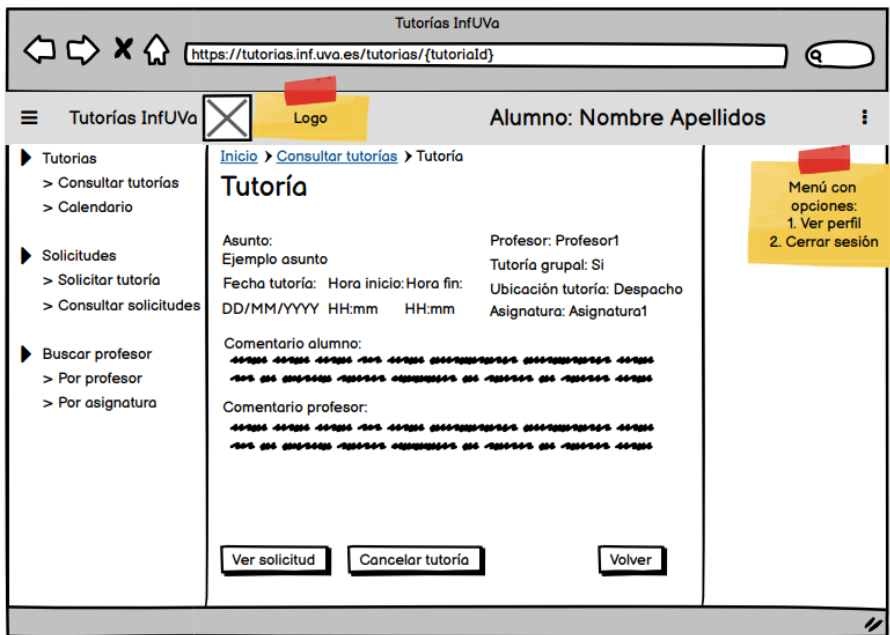 Tutorías InfUVa
https://tutorias.inf.uva.es/tutorias/{tutoriaId}
Tutorías InfUVa
Logo
Alumno: Nombre Apellidos
Tutorias
> Consultar tutorías
> Calendario
Solicitudes
> Solicitar tutoría
> Consultar solicitudes
Buscar profesor
> Por profesor
> Por asignatura
Inicio > Consultar tutorías > Tutoría
Tutoría
Asunto:
Ejemplo asunto
Fecha tutoría: Hora inicio: Hora fin:
DD/MM/YYYY HH:mm HH:mm
Profesor: Profesor1
Tutoría grupal: Si
Ubicación tutoría: Despacho
Asignatura: Asignatura1
Comentario alumno:
Comentario profesor:
Ver solicitud
Cancelar tutoría
Volver
Menú con
opciones:
1. Ver perfil
2. Cerrar sesión